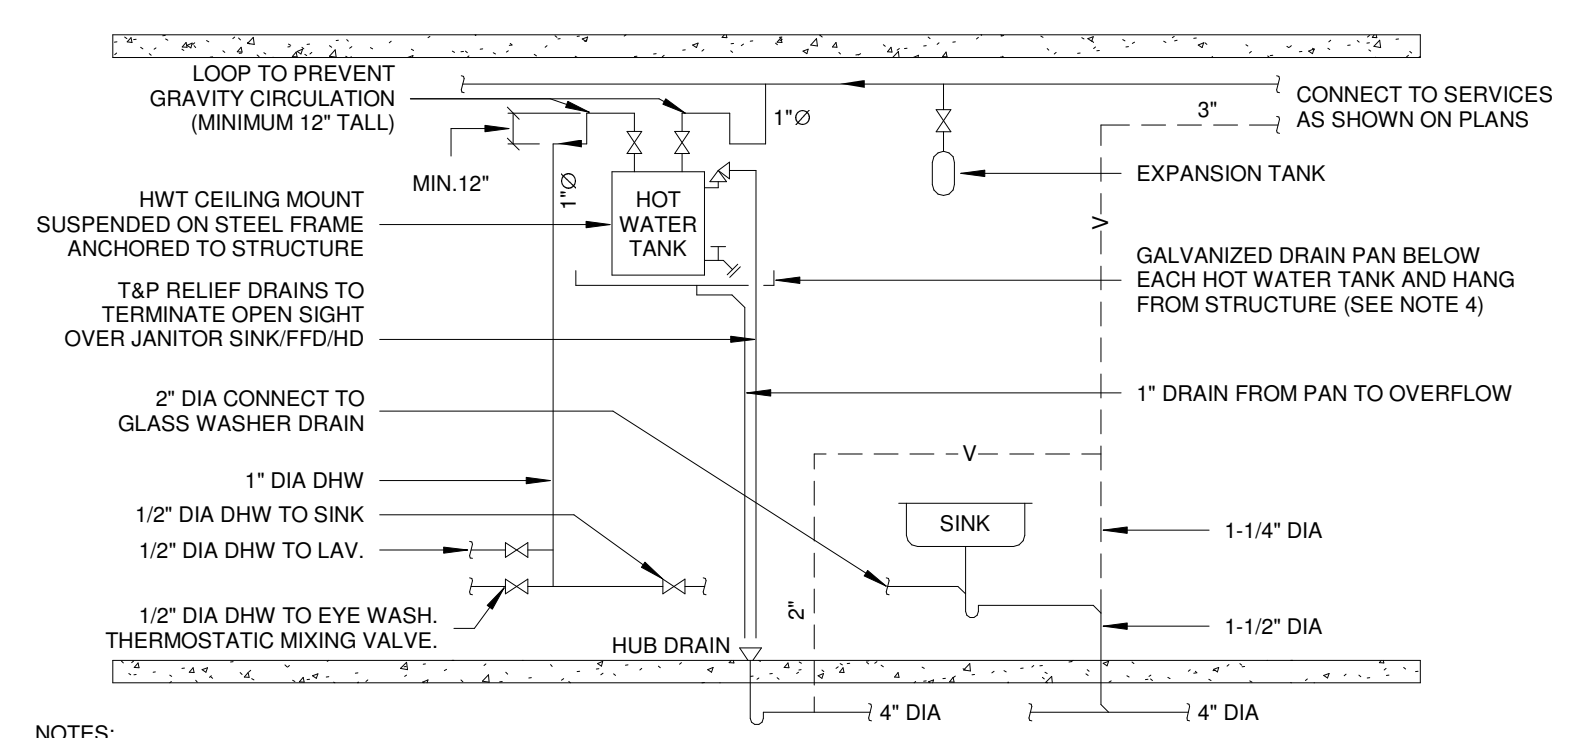 LOOP TO PREVENT
GRAVITY CIRCULATION
(MINIMUM 12" TALL)
MIN.12"
1"Ø
1"Ø
3"
CONNECT TO SERVICES
AS SHOWN ON PLANS
EXPANSION TANK
HWT CEILING MOUNT
SUSPENDED ON STEEL FRAME
ANCHORED TO STRUCTURE
HOT
WATER
TANK
V
GALVANIZED DRAIN PAN BELOW
EACH HOT WATER TANK AND HANG
FROM STRUCTURE (SEE NOTE 4)
T&P RELIEF DRAINS TO
TERMINATE OPEN SIGHT
OVER JANITOR SINK/FFD/HD
2" DIA CONNECT TO
GLASS WASHER DRAIN
1" DRAIN FROM PAN TO OVERFLOW
V
1" DIA DHW
1/2" DIA DHW TO SINK
1/2" DIA DHW TO LAV.
1/2" DIA DHW TO EYE WASH.
THERMOSTATIC MIXING VALVE.
SINK
1-1/4" DIA
2"
1-1/2" DIA
HUB DRAIN
4" DIA
4" DIA
NOTES: